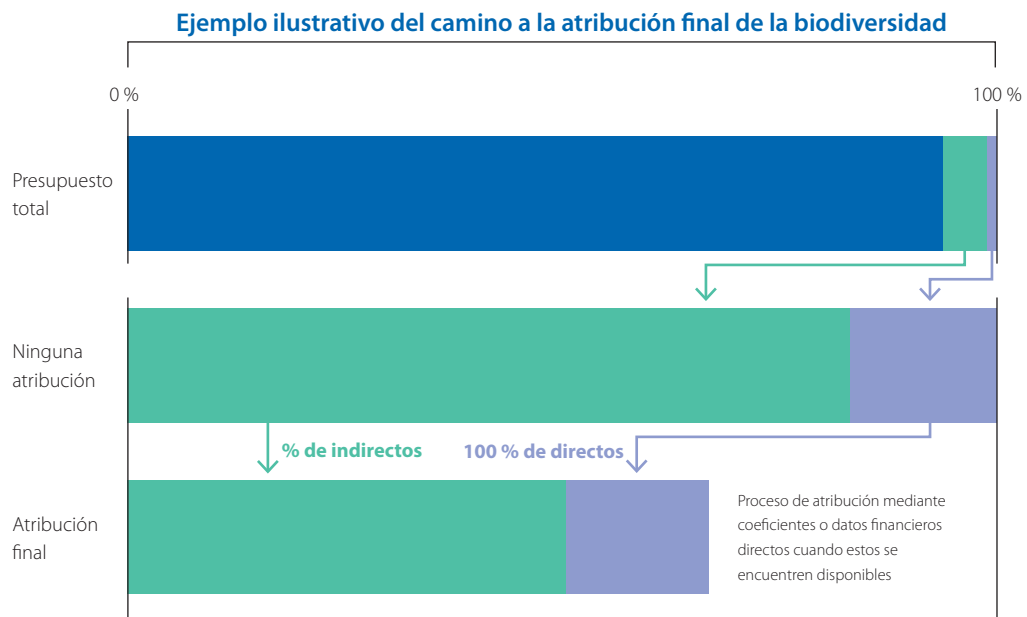 Ejemplo ilustrativo del camino a la atribución final de la biodiversidad
0 %
100 %
Presupuesto
total
Ninguna
atribución
% de indirectos
100 % de directos
Atribución
final
Proceso de atribución mediante
coeficientes o datos financieros
directos cuando estos se
encuentren disponibles